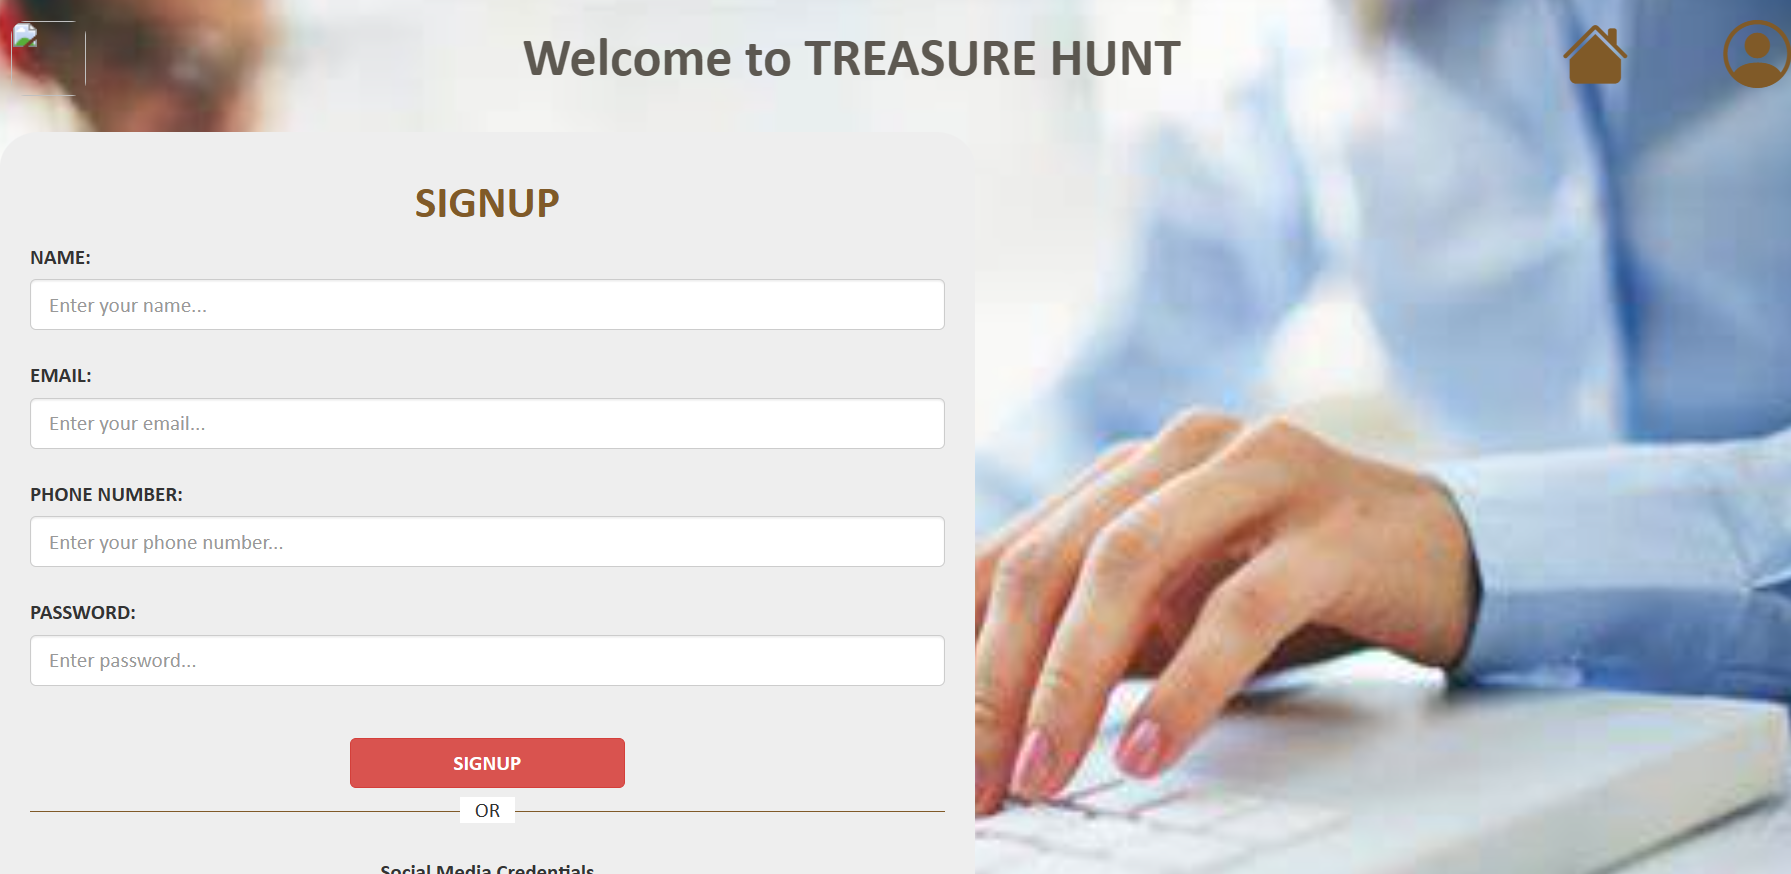 Welcome to TREASURE HUNT
SIGNUP
NAME:
Enter your name...
EMAIL:
Enter your email...
PHONE NUMBER:
Enter your phone number...
PASSWORD:
Enter password...
SIGNUP
OR
Social Media Credentials